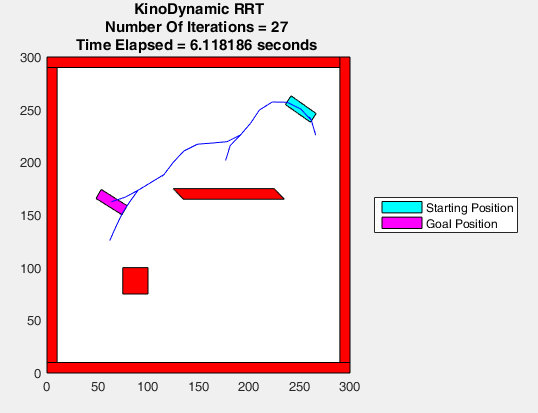 KinoDynamic RRT
Number Of Iterations = 27
Time Elapsed = 6.118186 seconds
300
250
200
150
100
50
0
0 50 100 150 200 250 300
Starting Position
Goal Position